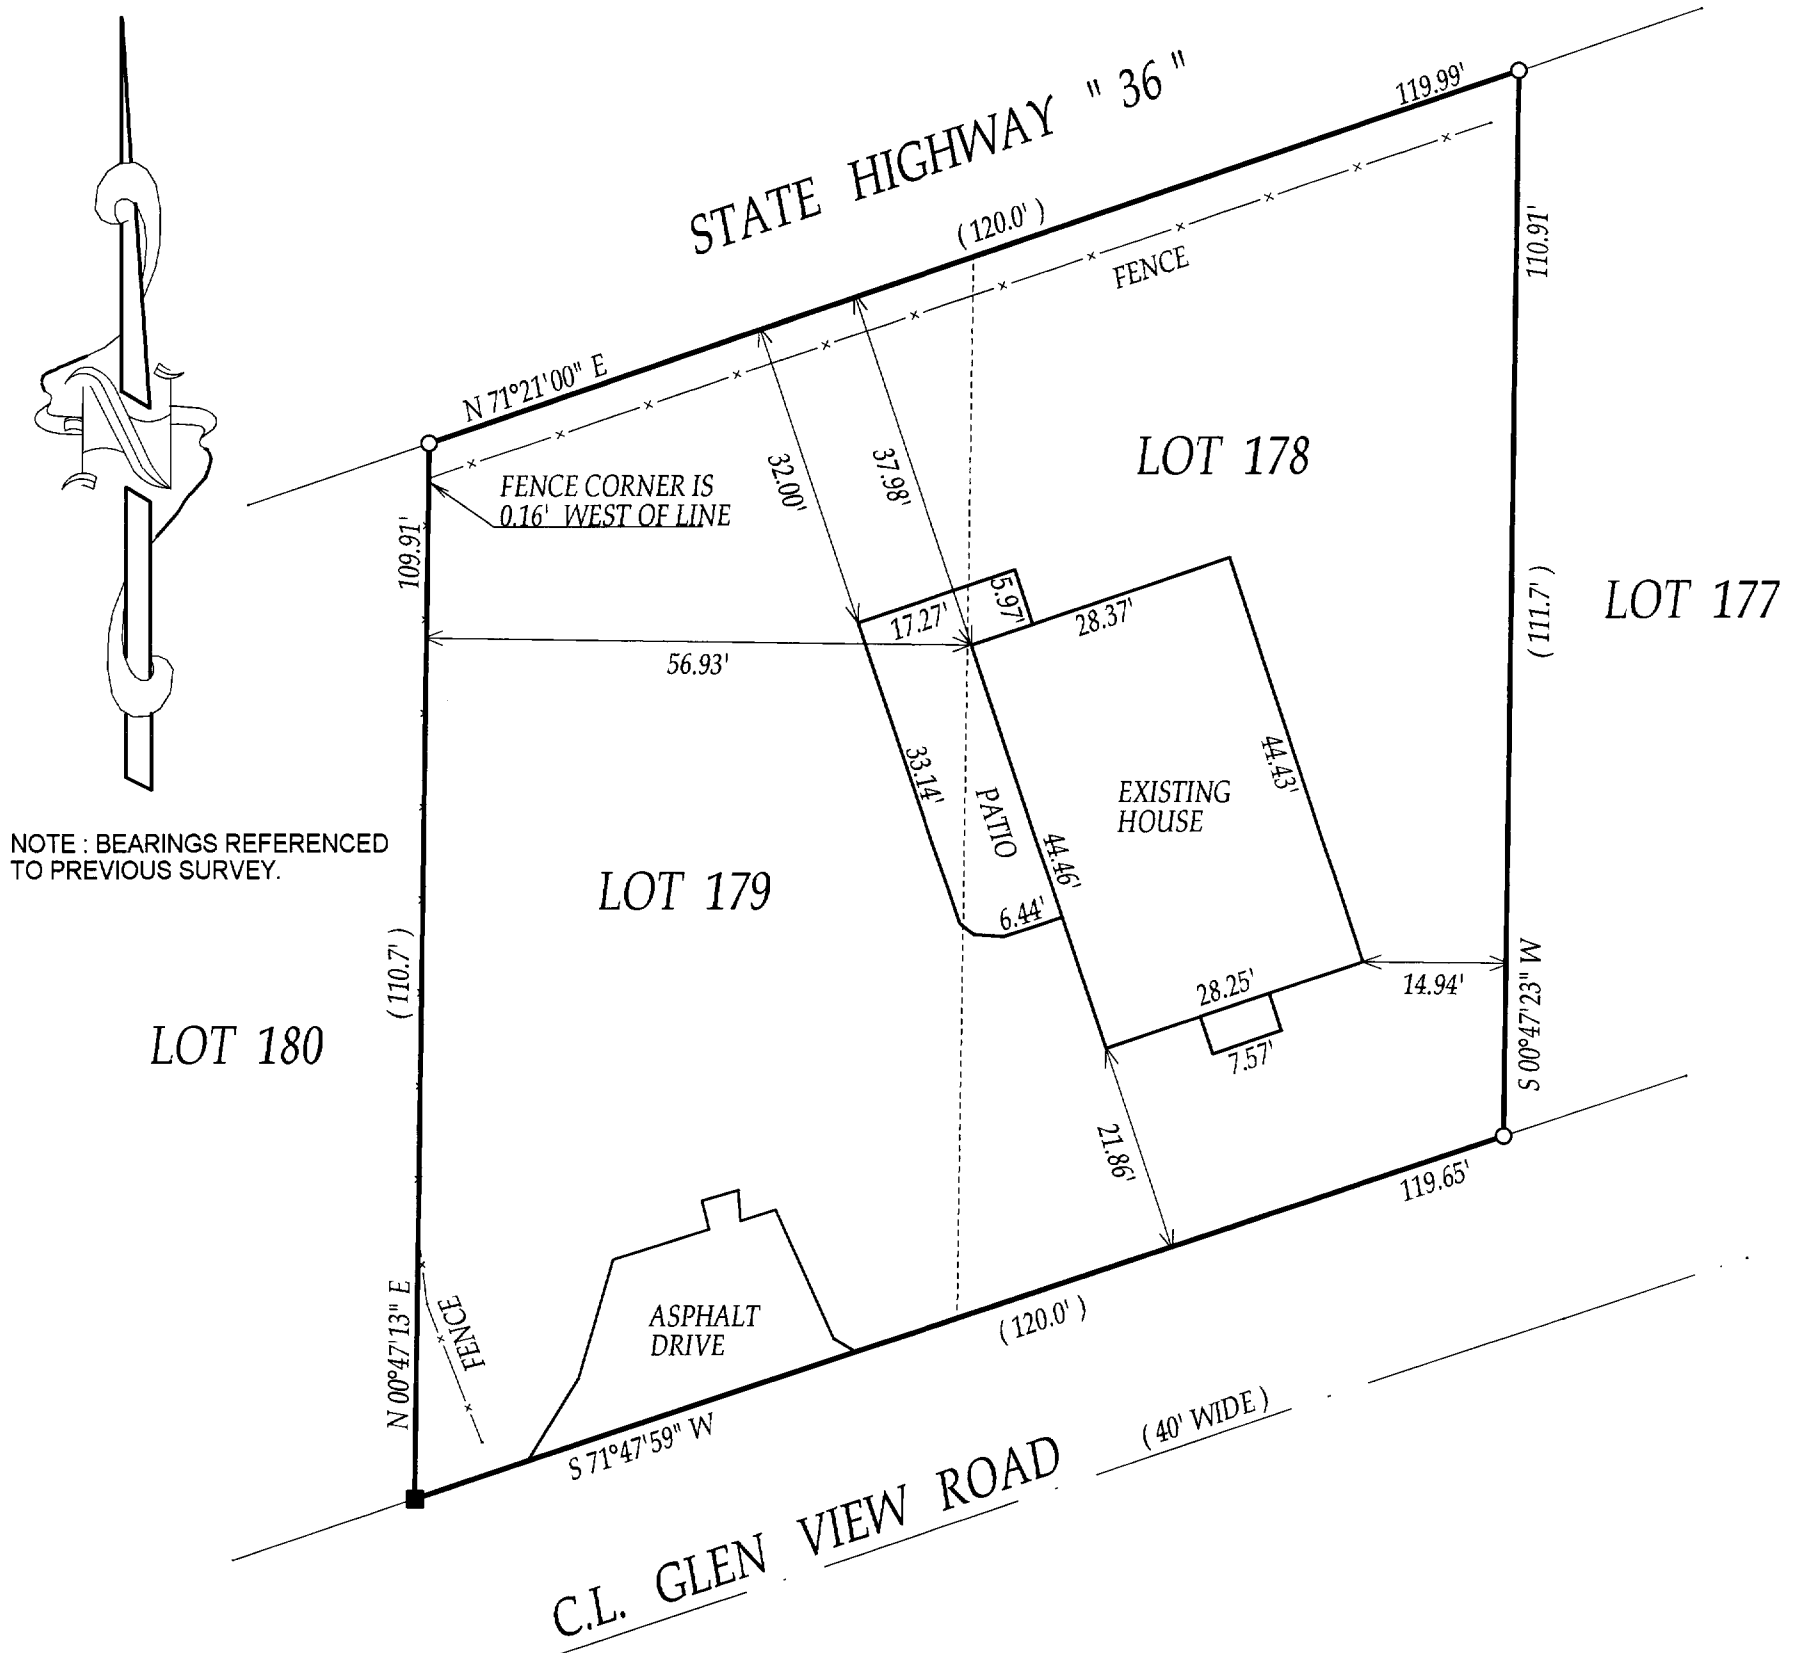 STATE HIGHWAY " 36 "
119.99'
( 120.0' )
FENCE
N 71°21'00" E
110.91'
LOT 178
32.00'
37.98'
FENCE CORNER IS
0.16' WEST OF LINE
109.91'
( 111.7' )
LOT 177
17.27'
5.97'
28.37'
56.93'
33.14'
PATIO
44.46'
44.43'
EXISTING
HOUSE
NOTE : BEARINGS REFERENCED
TO PREVIOUS SURVEY.
LOT 179
6.44'
( 110.7' )
28.25'
14.94'
S 00°47'23" W
LOT 180
7.57'
21.86'
119.65'
N 00°47'13" E
FENCE
ASPHALT
DRIVE
( 120.0' )
S 71°47'59" W
( 40' WIDE )
C.L. GLEN VIEW ROAD